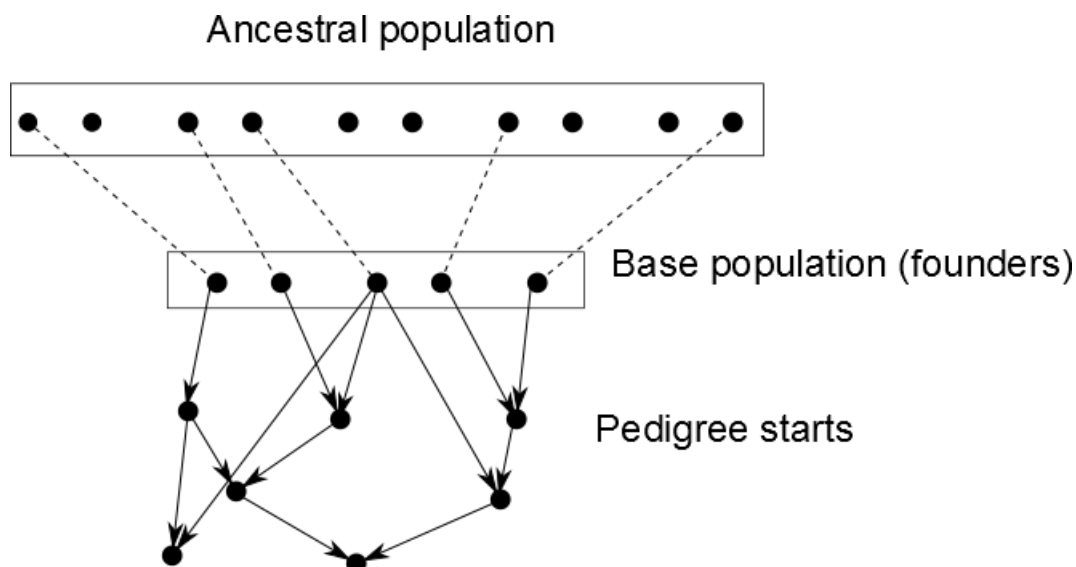 Ancestral population
Base population (founders)
Pedigree starts